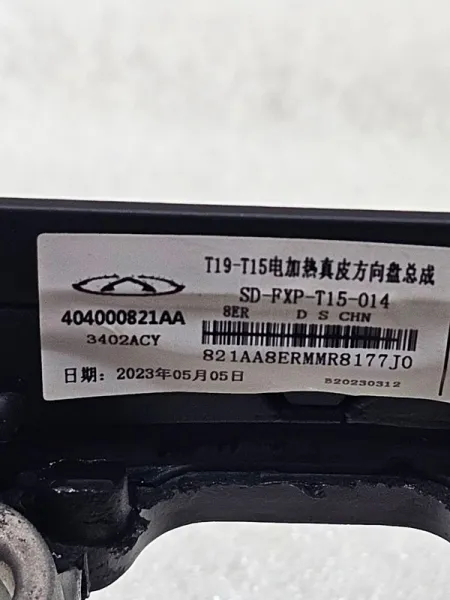 T19-T15电加热真皮方向盘总成
SD-FXP-T15-014
404000821AA
8ER D S CHN
3402ACY
821AA8ERMMR8177J0
日期：2023年05月05日
B20230312